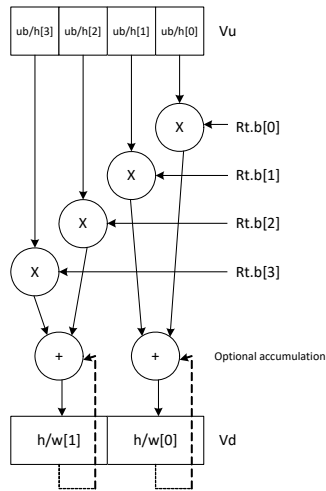 ub/h[3] ub/h[2] ub/h[1] ub/h[0] Vu
X Rt.b[0]
X Rt.b[1]
X Rt.b[2]
X Rt.b[3]
+ + Optional accumulation
h/w[1] h/w[0] Vd